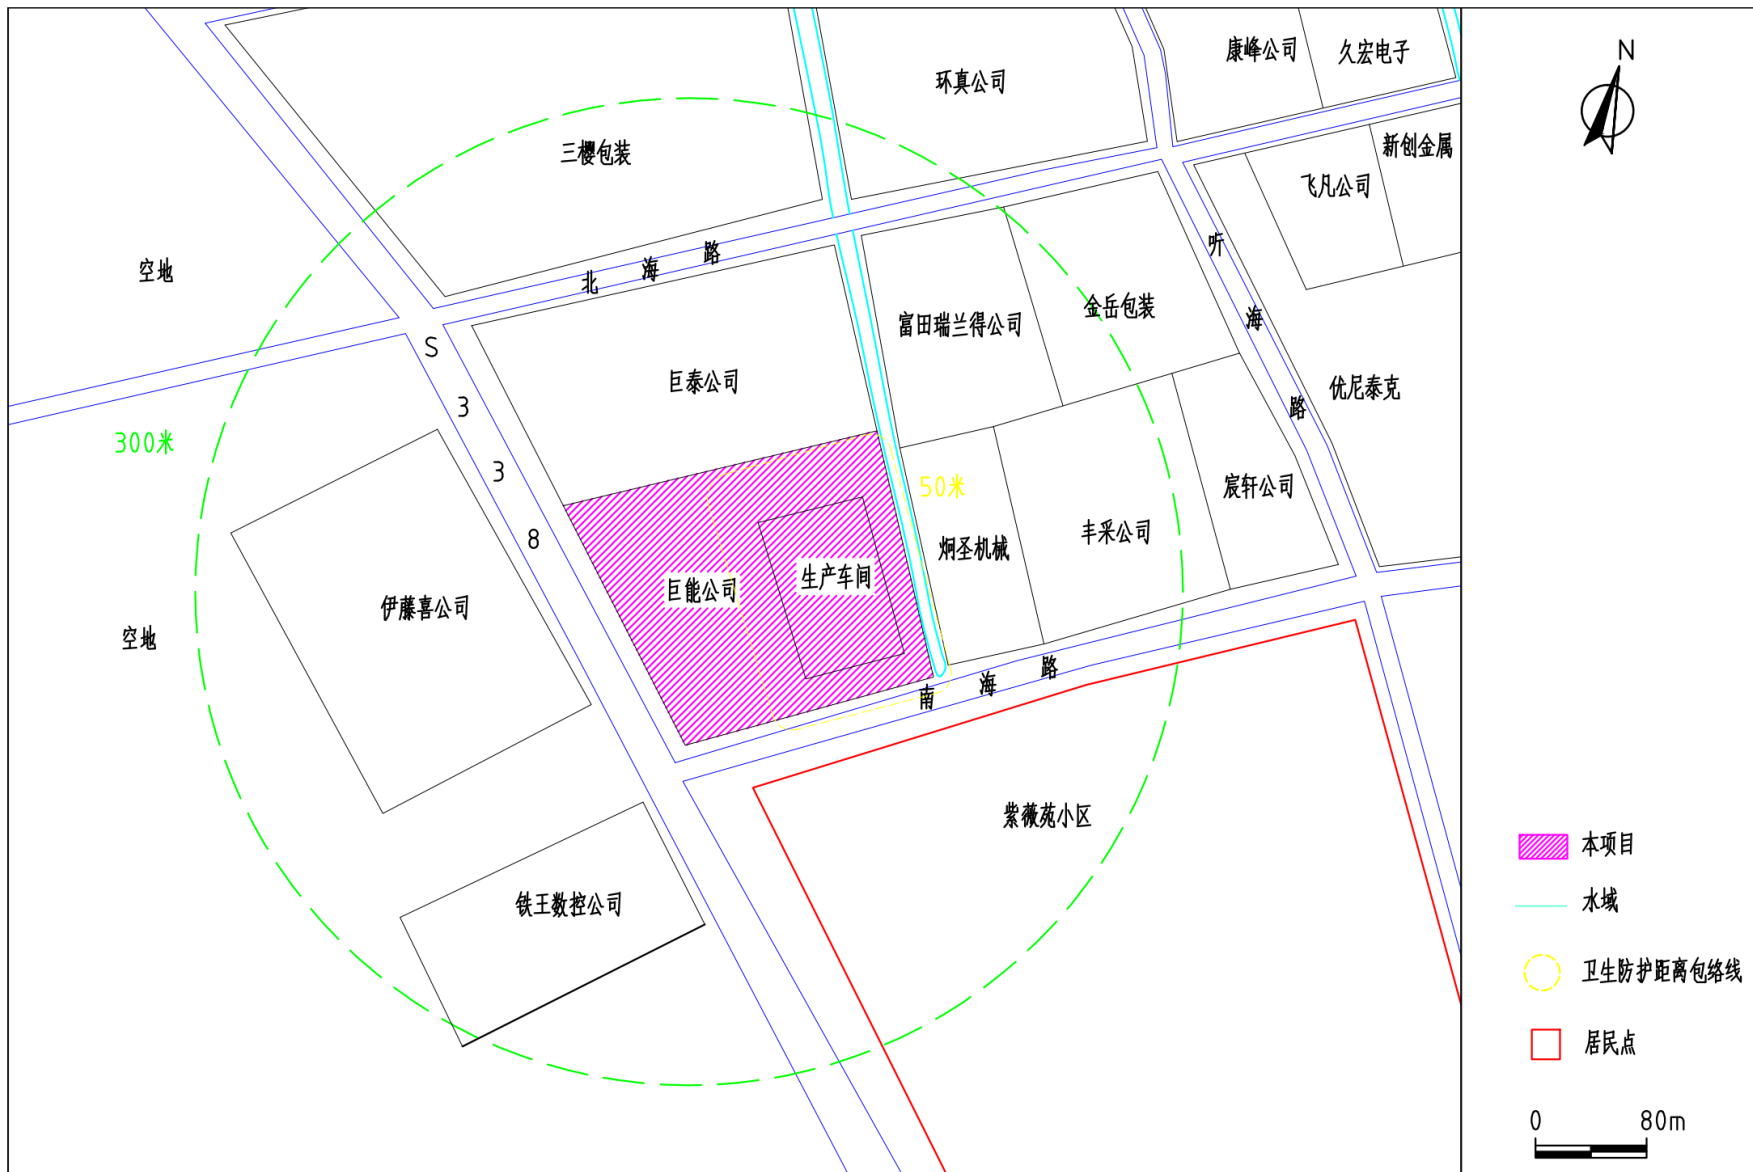 康峰公司
久宏电子
N
环真公司
三樱包装
新创金属
飞凡公司
空地
北海路
听海路
富田瑞兰得公司
金岳包装
S338
巨泰公司
优尼泰克
300米
50米
宸轩公司
丰采公司
炯圣机械
生产车间
巨能公司
伊藤喜公司
空地
南海路
紫薇苑小区
铁王数控公司
本项目
水域
卫生防护距离包络线
居民点
0 80m